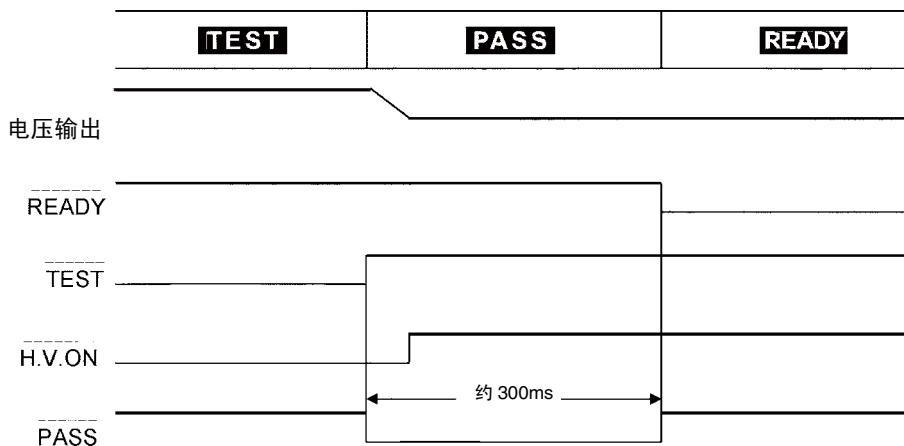 TEST PASS READY
电压输出
READY
TEST
H.V.ON
约 300ms
PASS